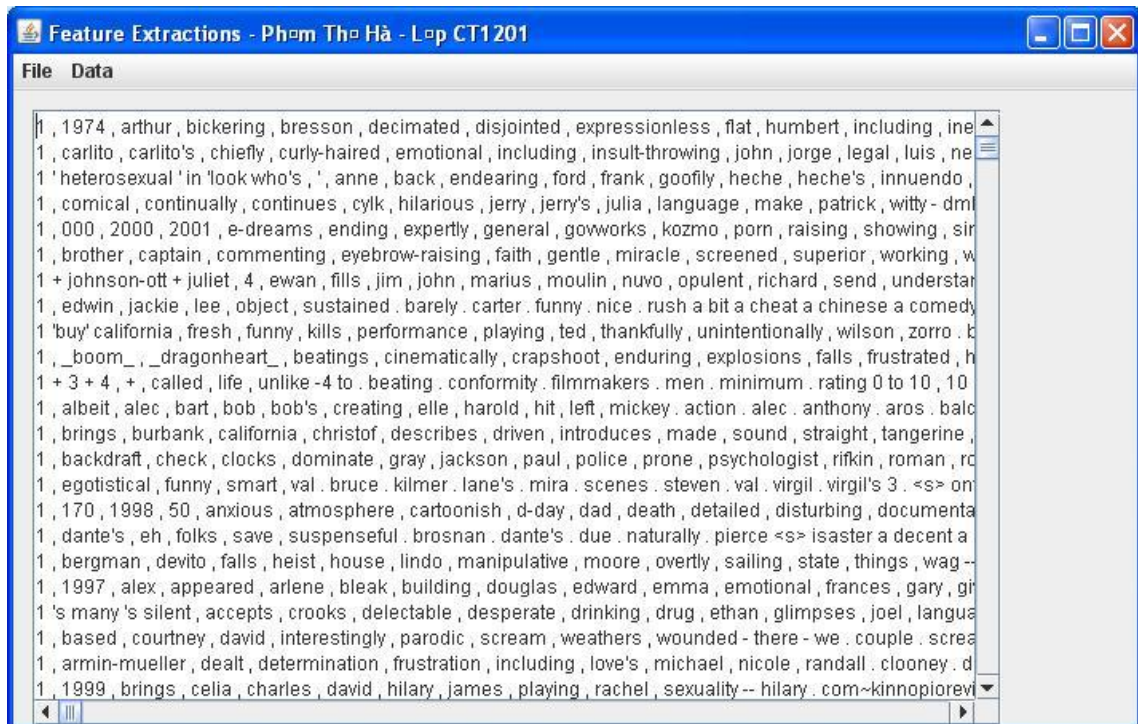 Feature Extractions - Ph¤m Th¤ Hà - L¤p CT1201
File Data
1 , 1974 , arthur , bickering , bresson , decimated , disjointed , expressionless , flat , humbert , including , ine
1 , carlito , carlito's , chiefly , curly-haired , emotional , including , insult-throwing , john , jorge , legal , luis , ne
1 ' heterosexual ' in 'look who's , ' , anne , back , endearing , ford , frank , goofily , heche , heche's , innuendo ,
1 , comical , continually , continues , cylk , hilarious , jerry , jerry's , julia , language , make , patrick , witty - dml
1 , 000 , 2000 , 2001 , e-dreams , ending , expertly , general , govworks , kozmo , porn , raising , showing , sir
1 , brother , captain , commenting , eyebrow-raising , faith , gentle , miracle , screened , superior , working , w
1 + johnson-ott + juliet , 4 , ewan , fills , jim , john , marius , moulin , nuvo , opulent , richard , send , understar
1 , edwin , jackie , lee , object , sustained . barely . carter . funny . nice . rush a bit a cheat a chinese a comedy
1 'buy' california , fresh , funny , kills , performance , playing , ted , thankfully , unintentionally , wilson , zorro . b
1 , _boom_ , _dragonheart_ , beatings , cinematically , crapshoot , enduring , explosions , falls , frustrated , h
1 + 3 + 4 , + , called , life , unlike -4 to . beating . conformity . filmmakers . men . minimum . rating 0 to 10 , 10
1 , albeit , alec , bart , bob , bob's , creating , elle , harold , hit , left , mickey . action . alec . anthony . aros . balc
1 , brings , burbank , california , christof , describes , driven , introduces , made , sound , straight , tangerine ,
1 , backdraft , check , clocks , dominate , gray , jackson , paul , police , prone , psychologist , rifkin , roman , ro
1 , egotistical , funny , smart , val . bruce . kilmer . lane's . mira . scenes . steven . val . virgil . virgil's 3 . <s> on
1 , 170 , 1998 , 50 , anxious , atmosphere , cartoonish , d-day , dad , death , detailed , disturbing , documenta
1 , dante's , eh , folks , save , suspenseful . brosnan . dante's . due . naturally . pierce <s> isaster a decent a
1 , bergman , devito , falls , heist , house , lindo , manipulative , moore , overtly , sailing , state , things , wag --
1 , 1997 , alex , appeared , arlene , bleak , building , douglas , edward , emma , emotional , frances , gary , gi
1 's many 's silent , accepts , crooks , delectable , desperate , drinking , drug , ethan , glimpses , joel , langua
1 , based , courtney , david , interestingly , parodic , scream , weathers , wounded - there - we . couple . screa
1 , armin-mueller , dealt , determination , frustration , including , love's , michael , nicole , randall . clooney . d
1 , 1999 , brings , celia , charles , david , hilary , james , playing , rachel , sexuality -- hilary . com~kinnopiorevi